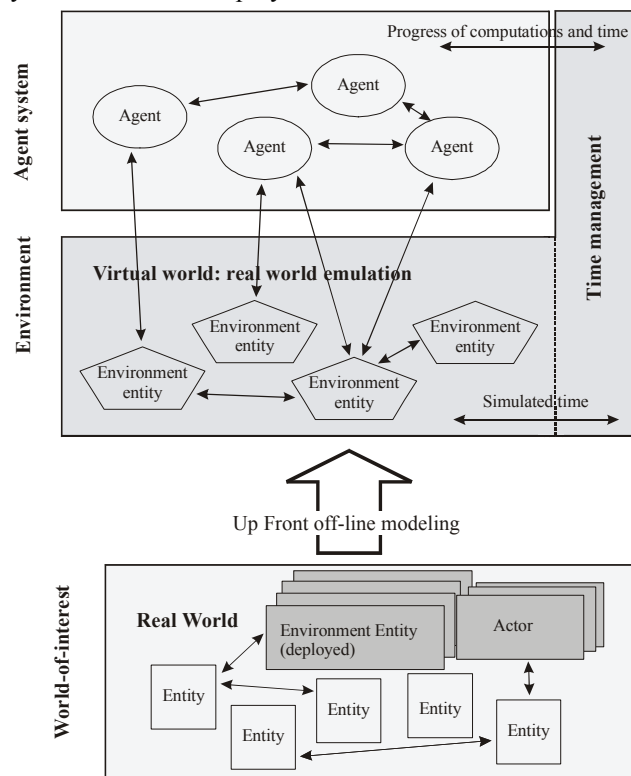 Progress of computations and time
Agent system
Agent
Agent
Agent
Agent
Time management
Environment
Virtual world: real world emulation
Environment
entity
Environment
entity
Environment
entity
Environment
entity
Simulated time
Up Front off-line modeling
World-of-interest
Real World
Environment Entity
(deployed)
Actor
Entity
Entity
Entity
Entity
Entity